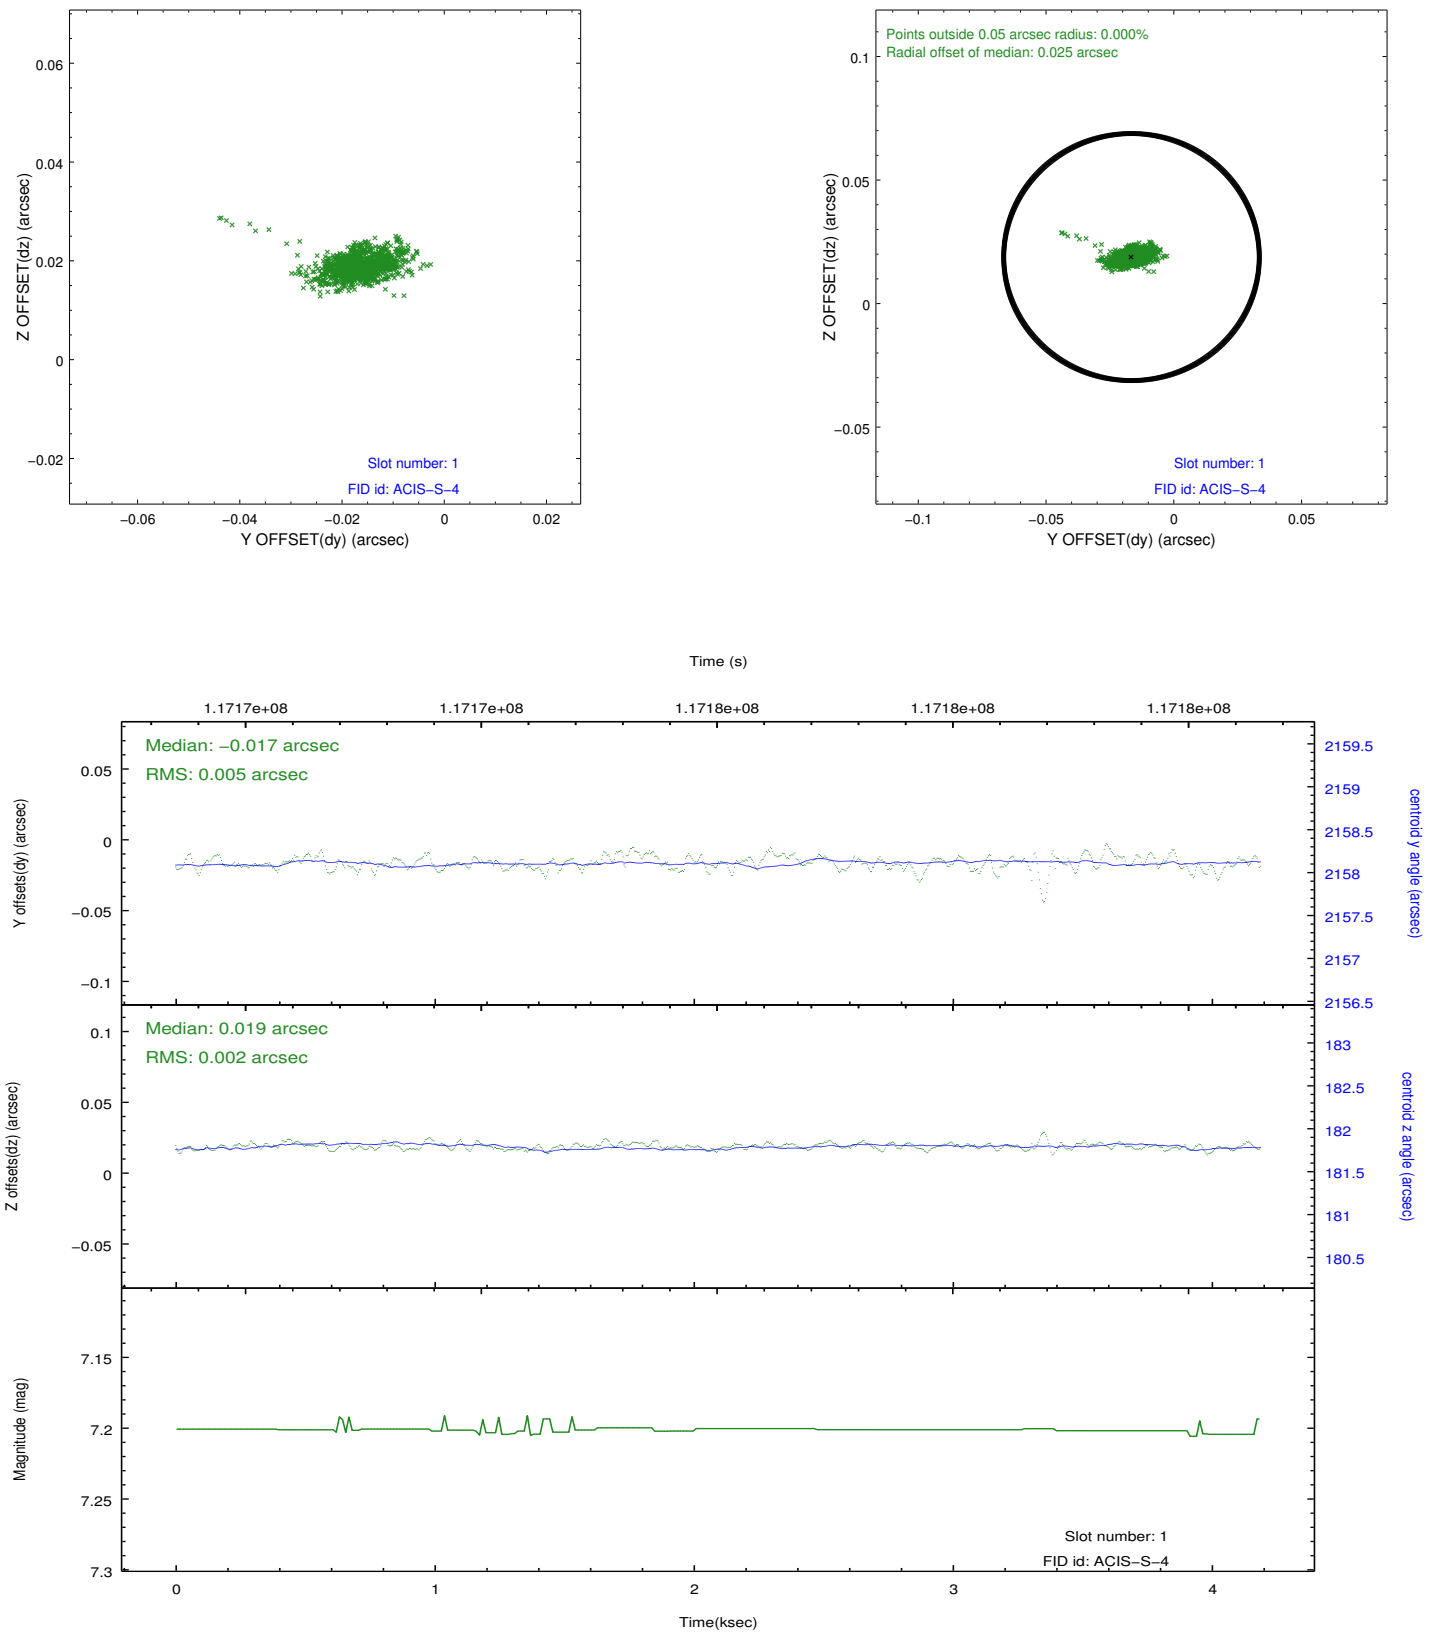 0.06
0.04
0.02
0
−0.02
Z OFFSET(dz) (arcsec)
Slot number: 1
FID id: ACIS−S−4
−0.06
−0.04
−0.02
0
0.02
Y OFFSET(dy) (arcsec)
Points outside 0.05 arcsec radius: 0.000%
Radial offset of median: 0.025 arcsec
0.1
0.05
0
−0.05
Z OFFSET(dz) (arcsec)
Slot number: 1
FID id: ACIS−S−4
−0.1
−0.05
0
0.05
Y OFFSET(dy) (arcsec)
Time (s)
1.1717e+08
1.1717e+08
1.1718e+08
1.1718e+08
1.1718e+08
Median: −0.017 arcsec
RMS: 0.005 arcsec
0.05
0
−0.05
−0.1
Y offsets(dy) (arcsec)
2159.5
2159
2158.5
2158
2157.5
2157
2156.5
centroid y angle (arcsec)
Median: 0.019 arcsec
RMS: 0.002 arcsec
0.1
0.05
0
−0.05
Z offsets(dz) (arcsec)
183
182.5
182
181.5
181
180.5
centroid z angle (arcsec)
7.15
7.2
7.25
7.3
Magnitude (mag)
Slot number: 1
FID id: ACIS−S−4
0
1
2
3
4
Time(ksec)